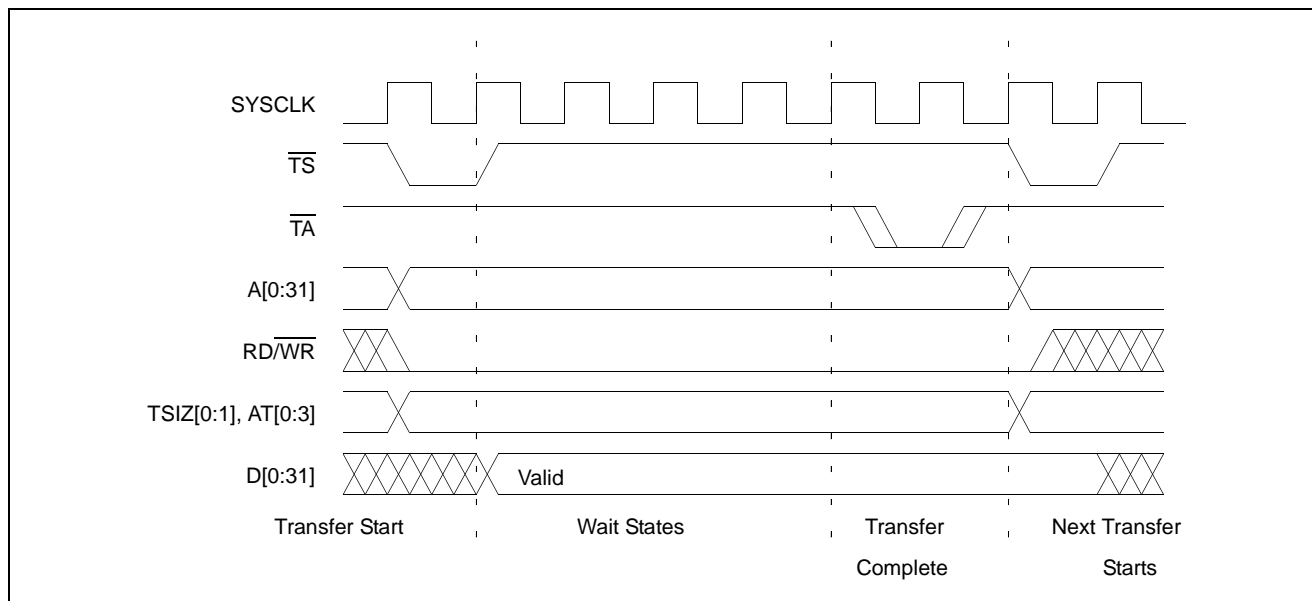 SYSCLK
TS
TA
A[0:31]
RD/WR
TSIZ[0:1], AT[0:3]
D[0:31]
Valid
Transfer Start
Wait States
Transfer
Complete
Next Transfer
Starts